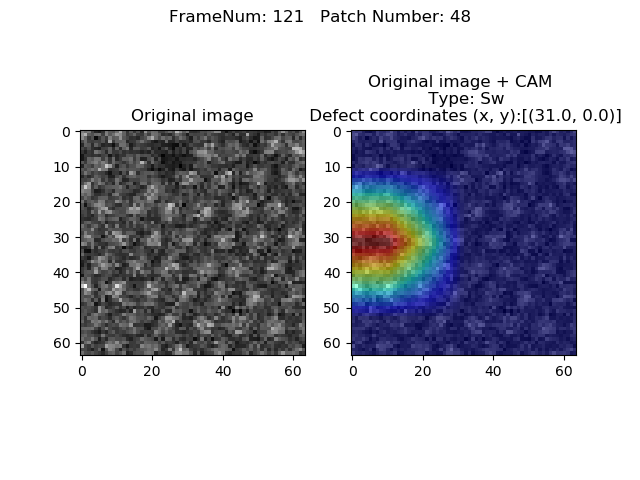 FrameNum: 121   Patch Number: 48
Original image
Original image + CAM
Type: Sw
Defect coordinates (x, y):[(31.0, 0.0)]
0
10
20
30
40
50
60
0 20 40 60
0
10
20
30
40
50
60
0 20 40 60